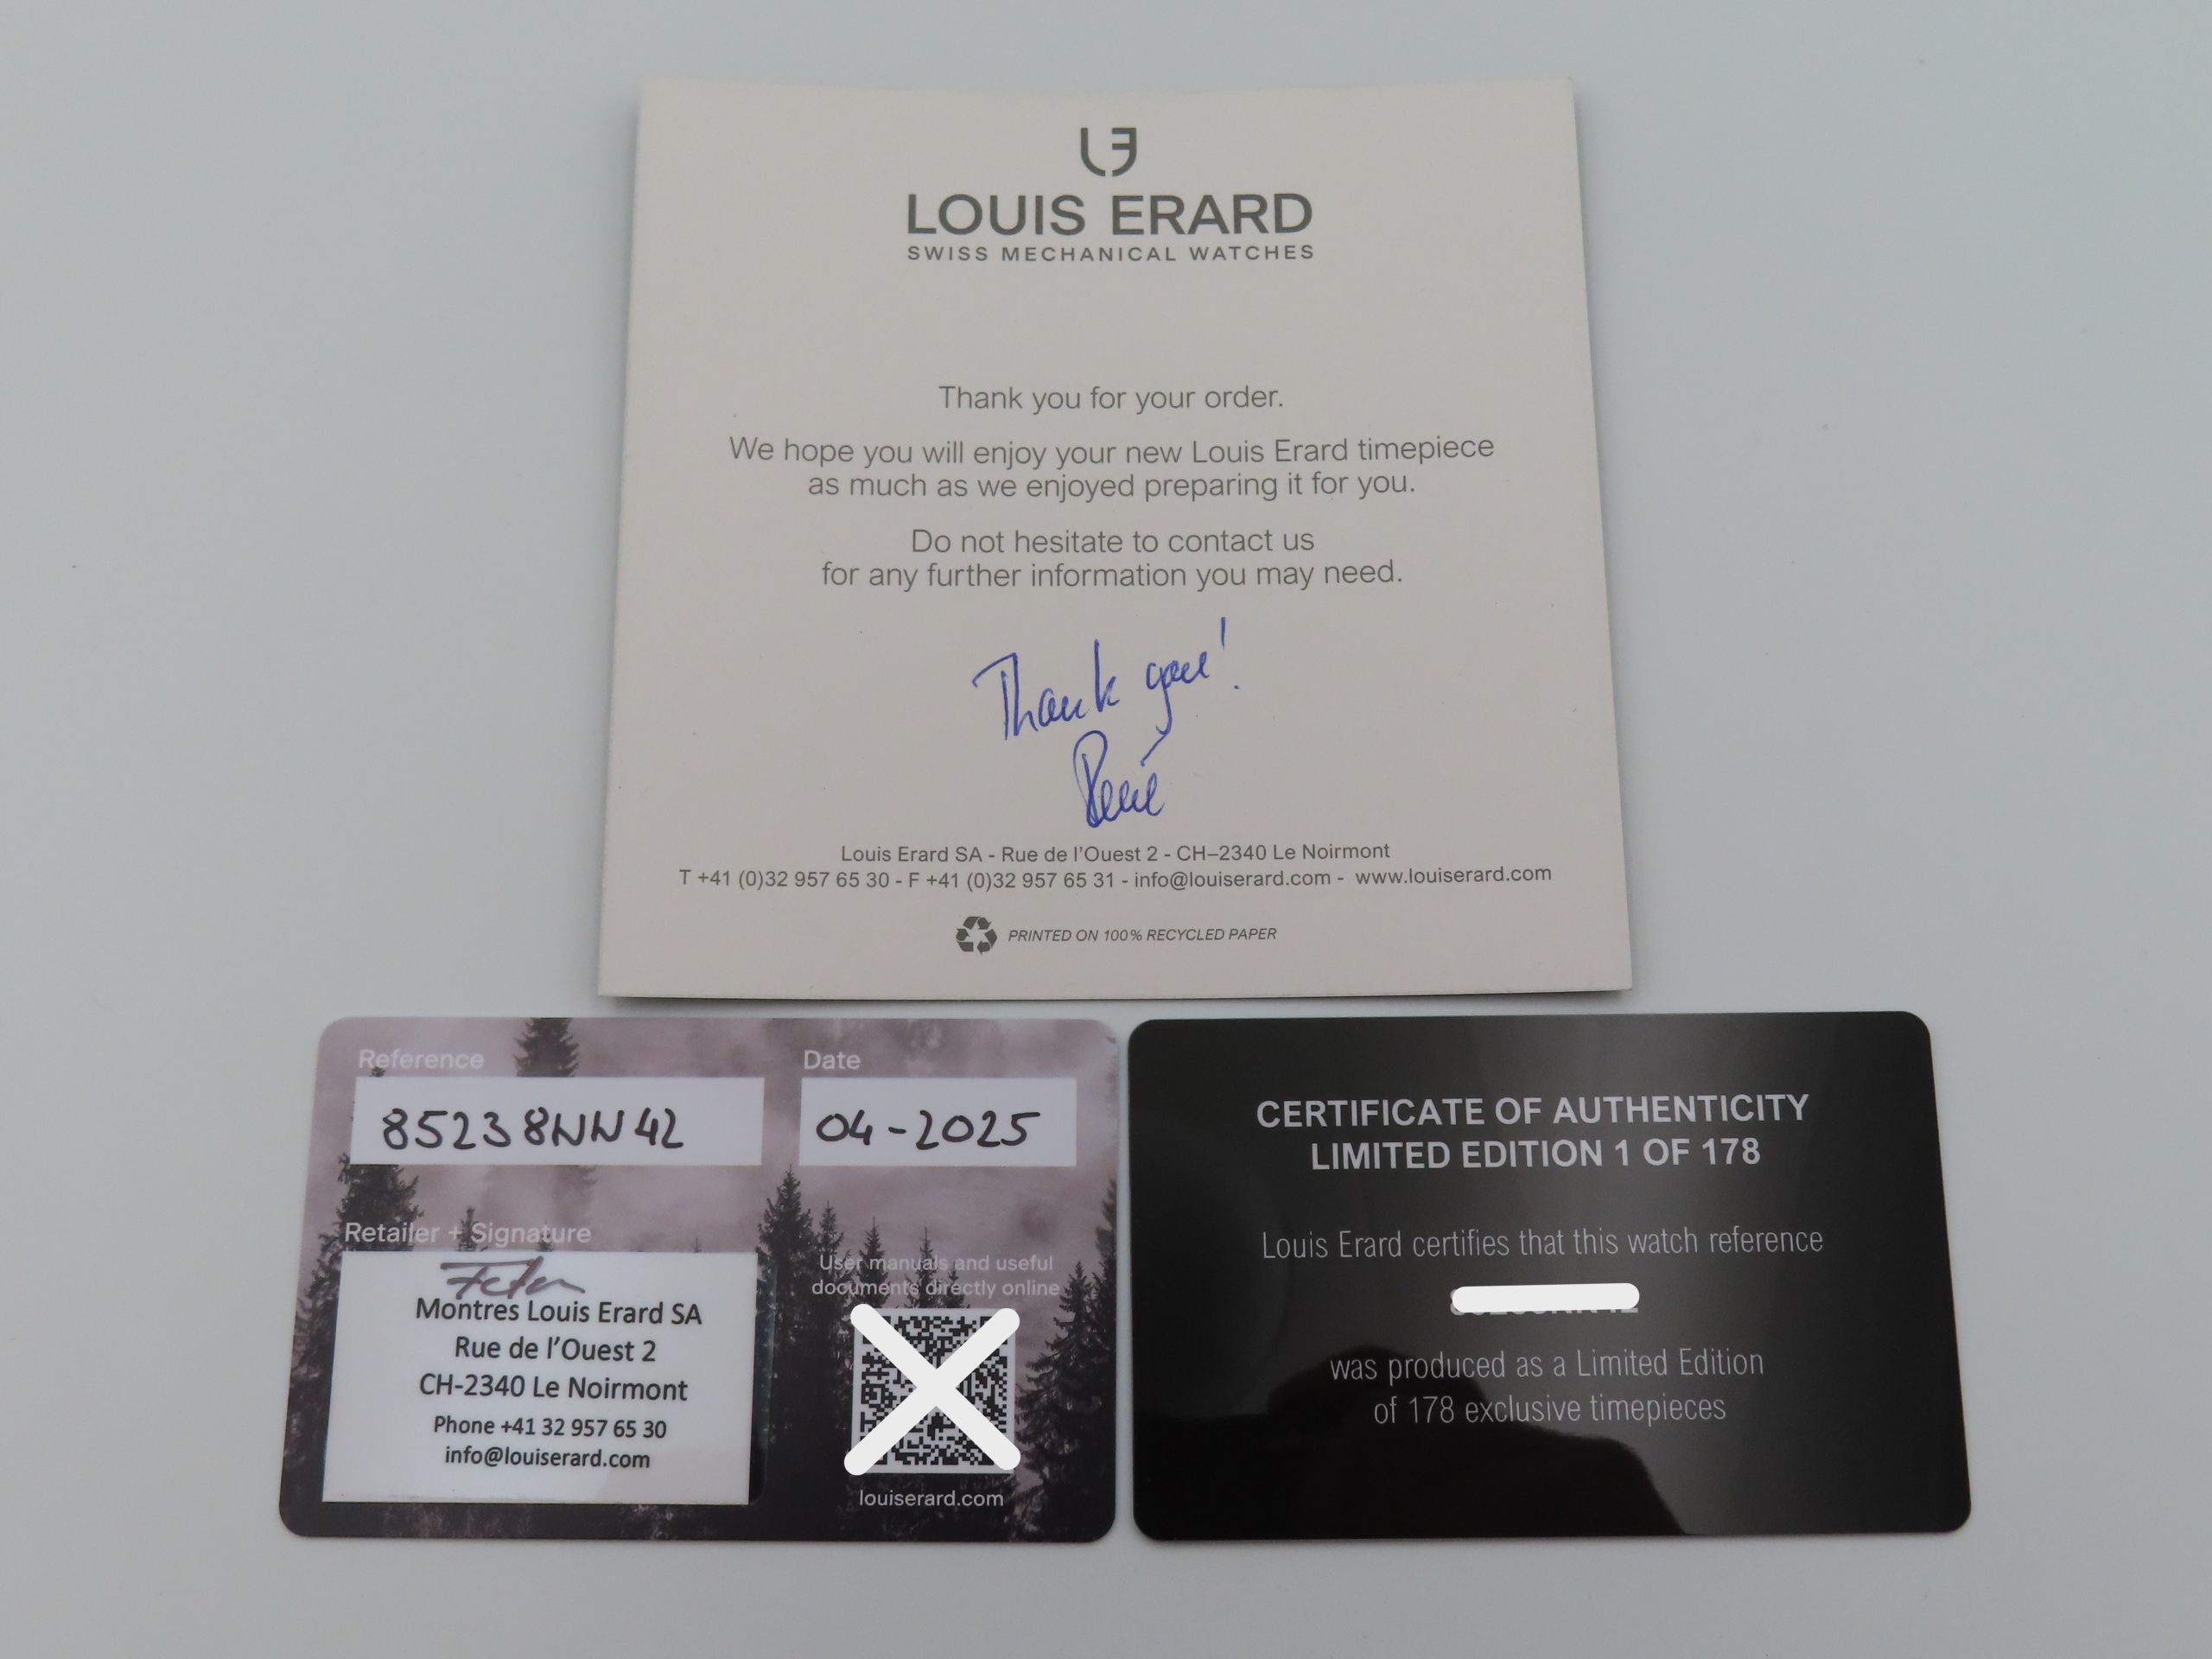 LE
LOUIS ERARD
SWISS MECHANICAL WATCHES
Thank you for your order.
We hope you will enjoy your new Louis Erard timepiece
as much as we enjoyed preparing it for you.
Do not hesitate to contact us
for any further information you may need.
Thank you!
René
Louis Erard SA - Rue de l'Ouest 2 - CH–2340 Le Noirmont
T +41 (0)32 957 65 30 - F +41 (0)32 957 65 31 - info@louiserard.com - www.louiserard.com
PRINTED ON 100% RECYCLED PAPER
Reference
85238NN42
Date
04-2025
Retailer + Signature
Montres Louis Erard SA
Rue de l'Ouest 2
CH-2340 Le Noirmont
Phone +41 32 957 65 30
info@louiserard.com
User manuals and useful
documents directly online
louiserard.com
CERTIFICATE OF AUTHENTICITY
LIMITED EDITION 1 OF 178
Louis Erard certifies that this watch reference
was produced as a Limited Edition
of 178 exclusive timepieces